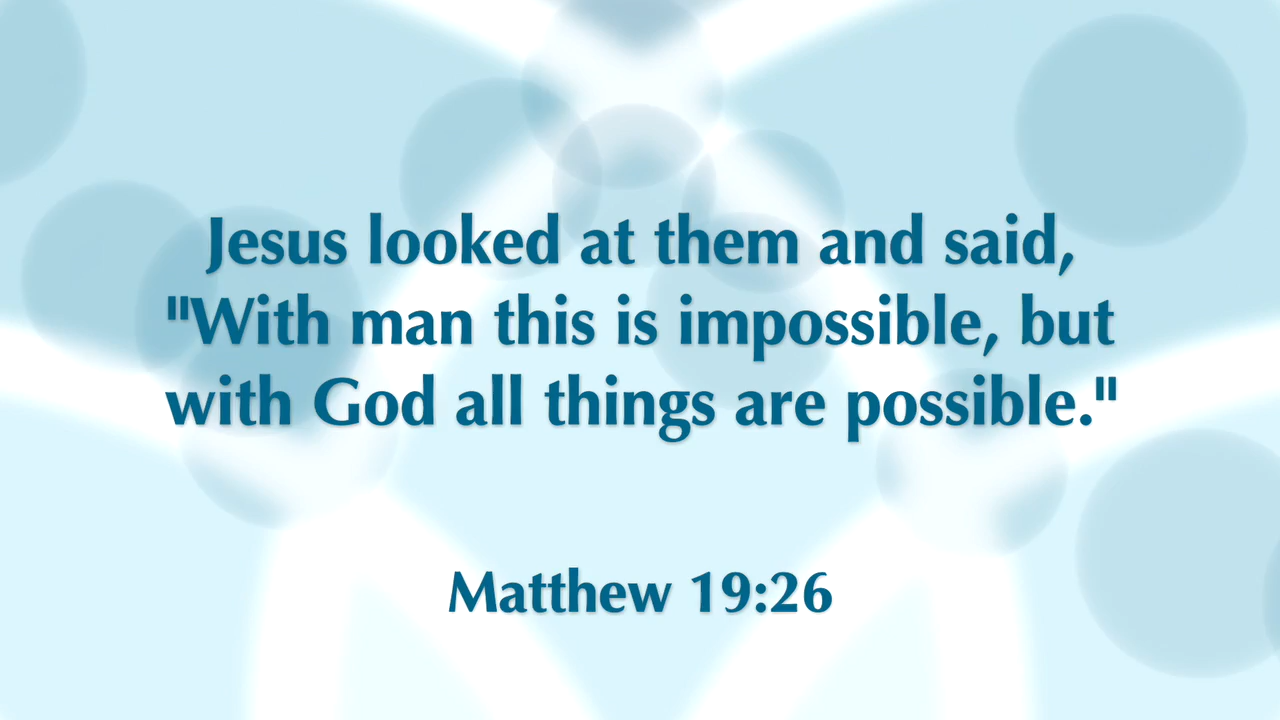 Jesus looked at them and said,
"With man this is impossible, but
with God all things are possible."
Matthew 19:26